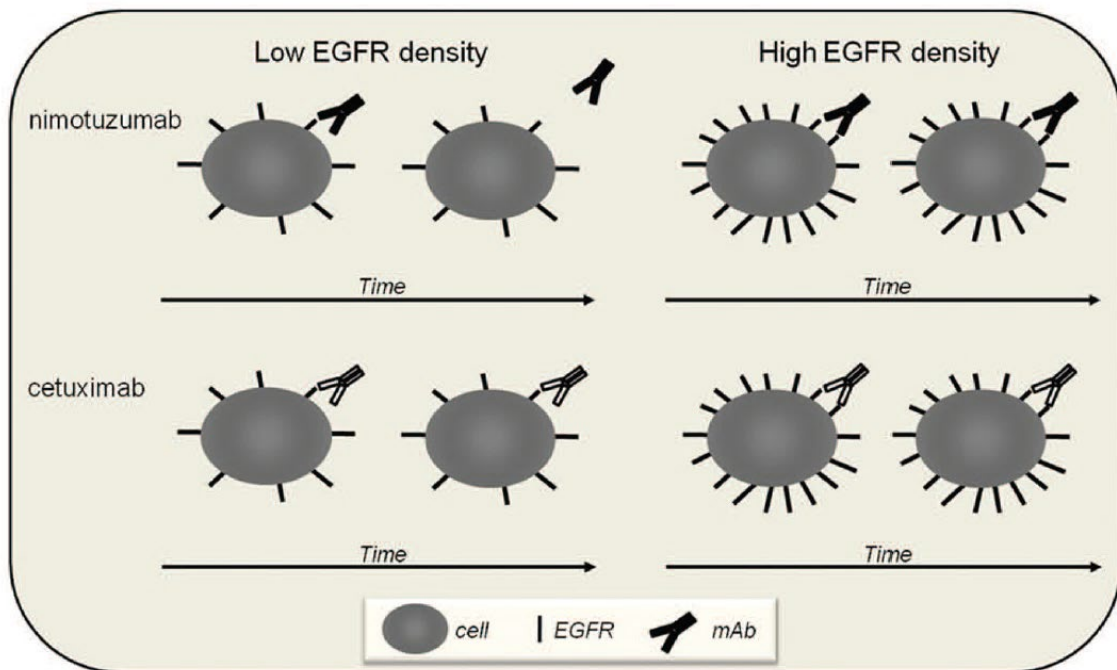 Low EGFR density
High EGFR density
nimotuzumab
Time
Time
cetuximab
Time
Time
cell
EGFR
mAb